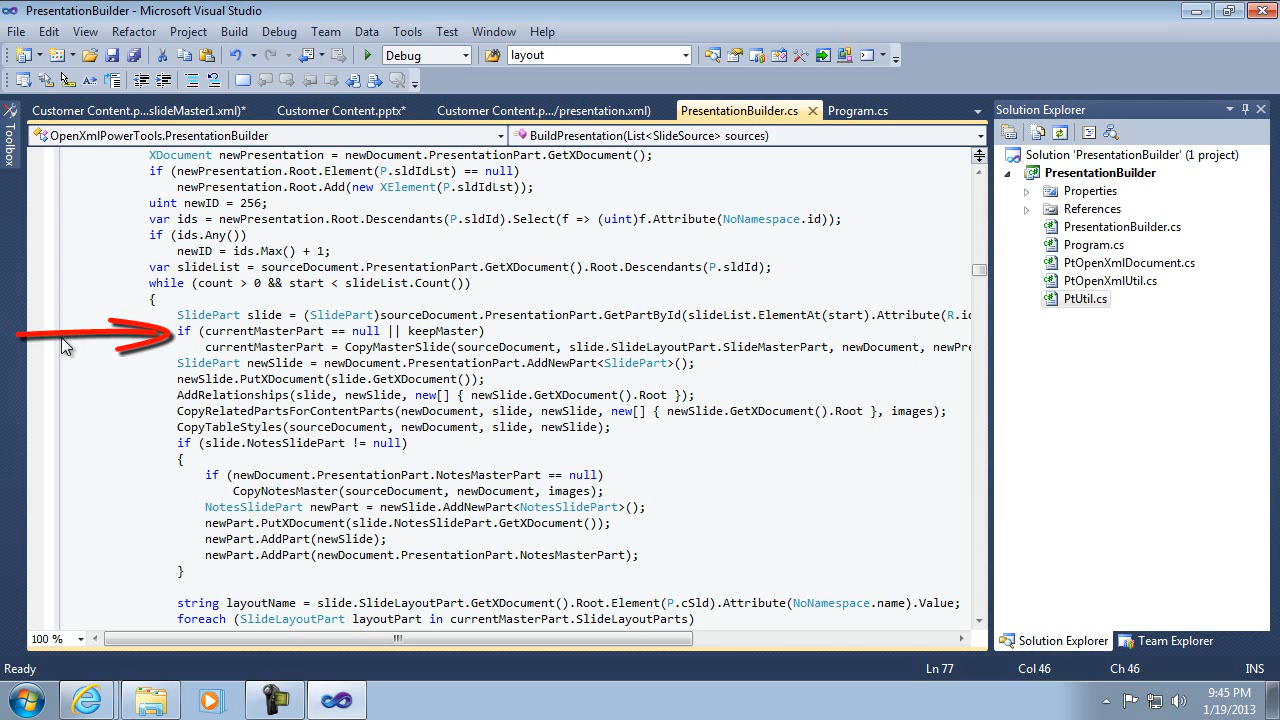 PresentationBuilder - Microsoft Visual Studio
File Edit View Refactor Project Build Debug Team Data Tools Test Window Help
Debug layout
Customer Content.p...slideMaster1.xml)* Customer Content.pptx* Customer Content.p.../presentation.xml) PresentationBuilder.cs Program.cs
OpenXmlPowerTools.PresentationBuilder BuildPresentation(List<SlideSource> sources)
XDocument newPresentation = newDocument.PresentationPart.GetXDocument();
if (newPresentation.Root.Element(P.sldIdLst) == null)
newPresentation.Root.Add(new XElement(P.sldIdLst));
uint newID = 256;
var ids = newPresentation.Root.Descendants(P.sldId).Select(f => (uint)f.Attribute(NoNamespace.id));
if (ids.Any())
newID = ids.Max() + 1;
var slideList = sourceDocument.PresentationPart.GetXDocument().Root.Descendants(P.sldId);
while (count > 0 && start < slideList.Count())
{
SlidePart slide = (SlidePart)sourceDocument.PresentationPart.GetPartById(slideList.ElementAt(start).Attribute(R.id
if (currentMasterPart == null || keepMaster)
currentMasterPart = CopyMasterSlide(sourceDocument, slide.SlideLayoutPart.SlideMasterPart, newDocument, newPre
SlidePart newSlide = newDocument.PresentationPart.AddNewPart<SlidePart>();
newSlide.PutXDocument(slide.GetXDocument());
AddRelationships(slide, newSlide, new[] { newSlide.GetXDocument().Root });
CopyRelatedPartsForContentParts(newDocument, slide, newSlide, new[] { newSlide.GetXDocument().Root }, images);
CopyTableStyles(sourceDocument, newDocument, slide, newSlide);
if (slide.NotesSlidePart != null)
{
if (newDocument.PresentationPart.NotesMasterPart == null)
CopyNotesMaster(sourceDocument, newDocument, images);
NotesSlidePart newPart = newSlide.AddNewPart<NotesSlidePart>();
newPart.PutXDocument(slide.NotesSlidePart.GetXDocument());
newPart.AddPart(newSlide);
newPart.AddPart(newDocument.PresentationPart.NotesMasterPart);
}
string layoutName = slide.SlideLayoutPart.GetXDocument().Root.Element(P.cSld).Attribute(NoNamespace.name).Value;
foreach (SlideLayoutPart layoutPart in currentMasterPart.SlideLayoutParts)
100 %
Toolbox
Solution Explorer
Solution 'PresentationBuilder' (1 project)
PresentationBuilder
Properties
References
PresentationBuilder.cs
Program.cs
PtOpenXmlDocument.cs
PtOpenXmlUtil.cs
PtUtil.cs
Solution Explorer Team Explorer
Ready Ln 77 Col 46 Ch 46 INS
9:45 PM
1/19/2013